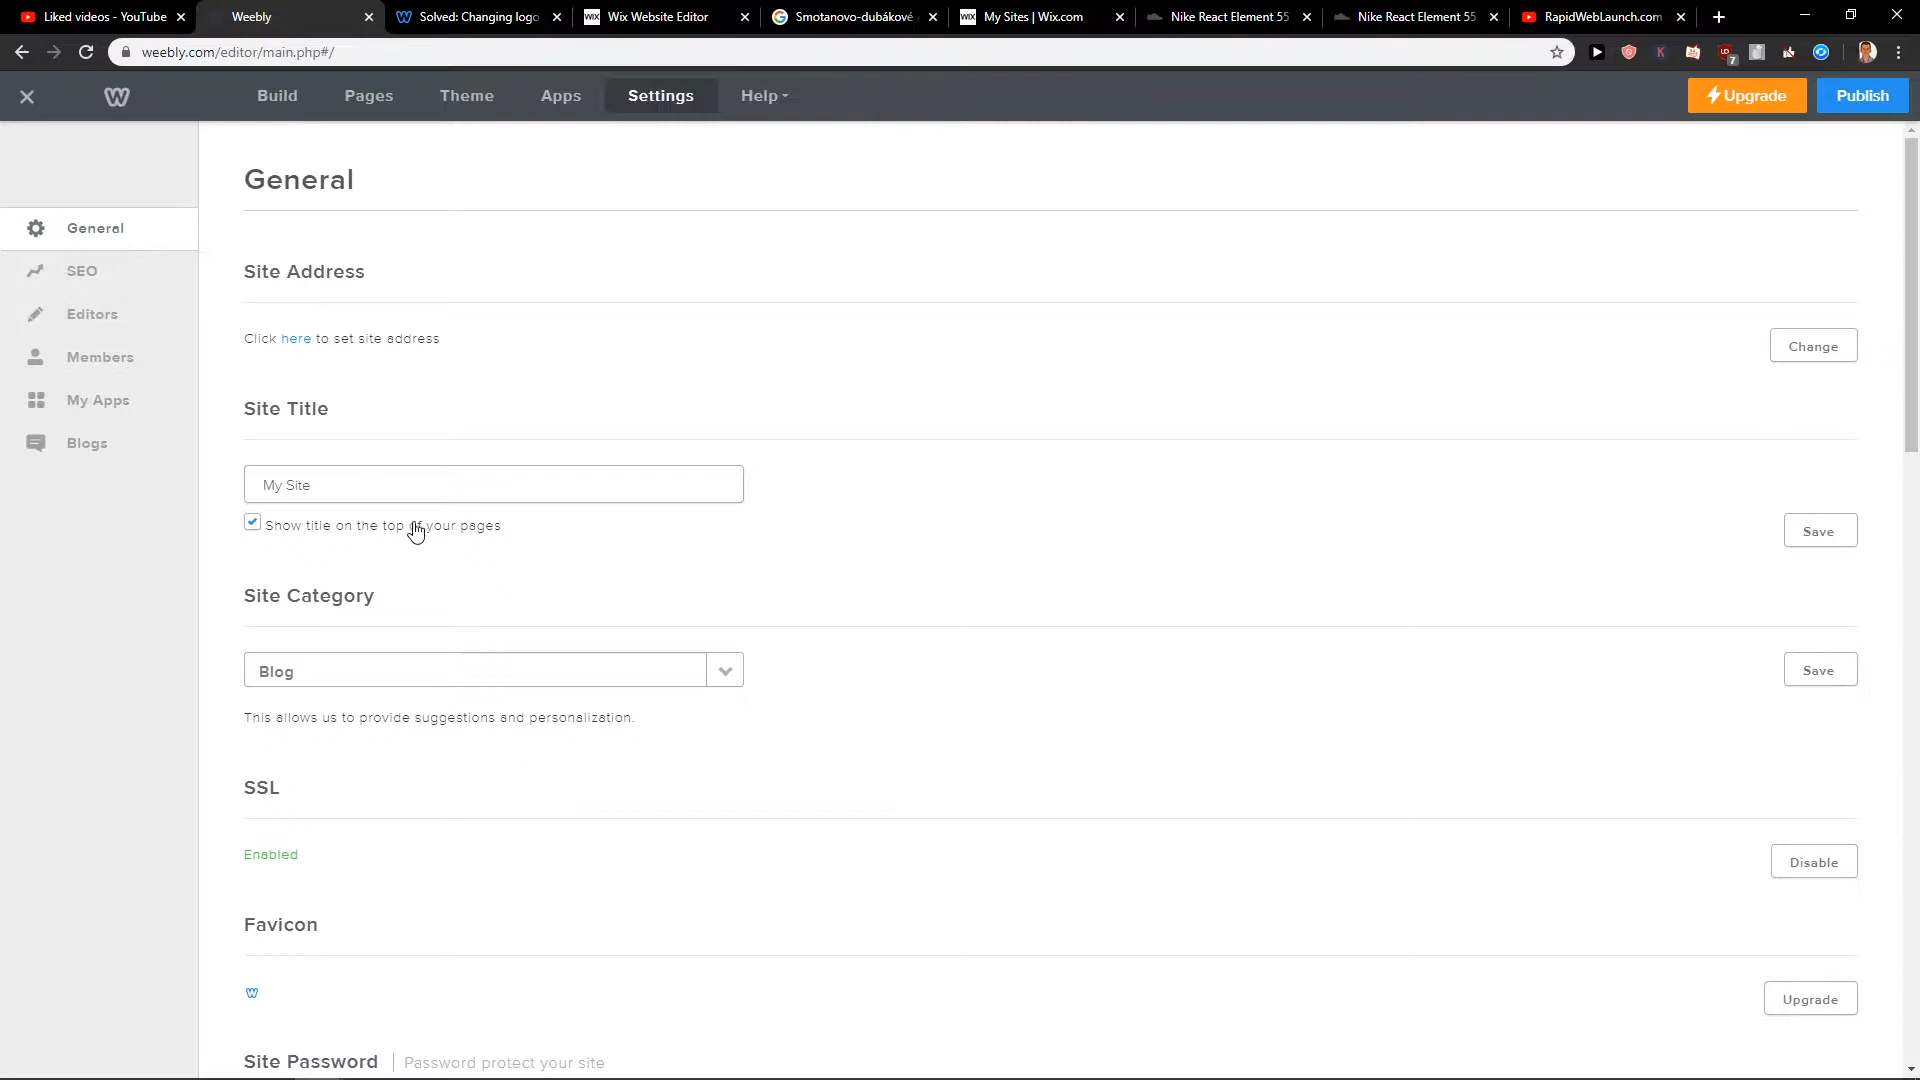 Liked videos - YouTube
Weebly
Solved: Changing logo
Wix Website Editor
Smotanovo-dubákové
My Sites | Wix.com
Nike React Element 55
Nike React Element 55
RapidWebLaunch.com
weebly.com/editor/main.php#/
7
Build
Pages
Theme
Apps
Settings
Help
Upgrade
Publish
General
SEO
Editors
Members
My Apps
Blogs
General
Site Address
Click here to set site address
Change
Site Title
My Site
Show title on the top of your pages
Save
Site Category
Blog
Save
This allows us to provide suggestions and personalization.
SSL
Enabled
Disable
Favicon
Upgrade
Site Password | Password protect your site